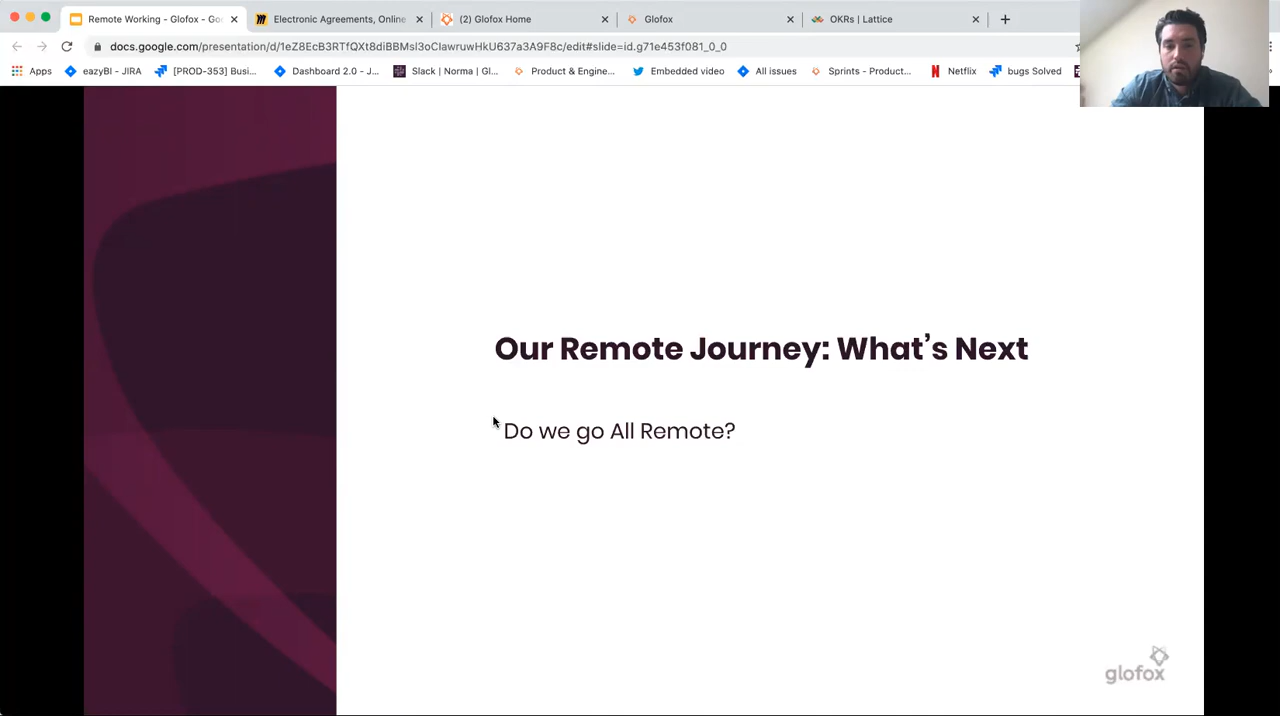 Remote Working - Glofox - Go
Electronic Agreements, Online
(2) Glofox Home
Glofox
OKRs | Lattice
docs.google.com/presentation/d/1eZ8EcB3RTfQXt8diBBMsl3oClawruwHkU637a3A9F8c/edit#slide=id.g71e453f081_0_0
Apps
eazyBI - JIRA
[PROD-353] Busi...
Dashboard 2.0 - J...
Slack | Norma | Gl...
Product & Engine...
Embedded video
All issues
Sprints - Product...
Netflix
bugs Solved
Our Remote Journey: What's Next
Do we go All Remote?
glofox